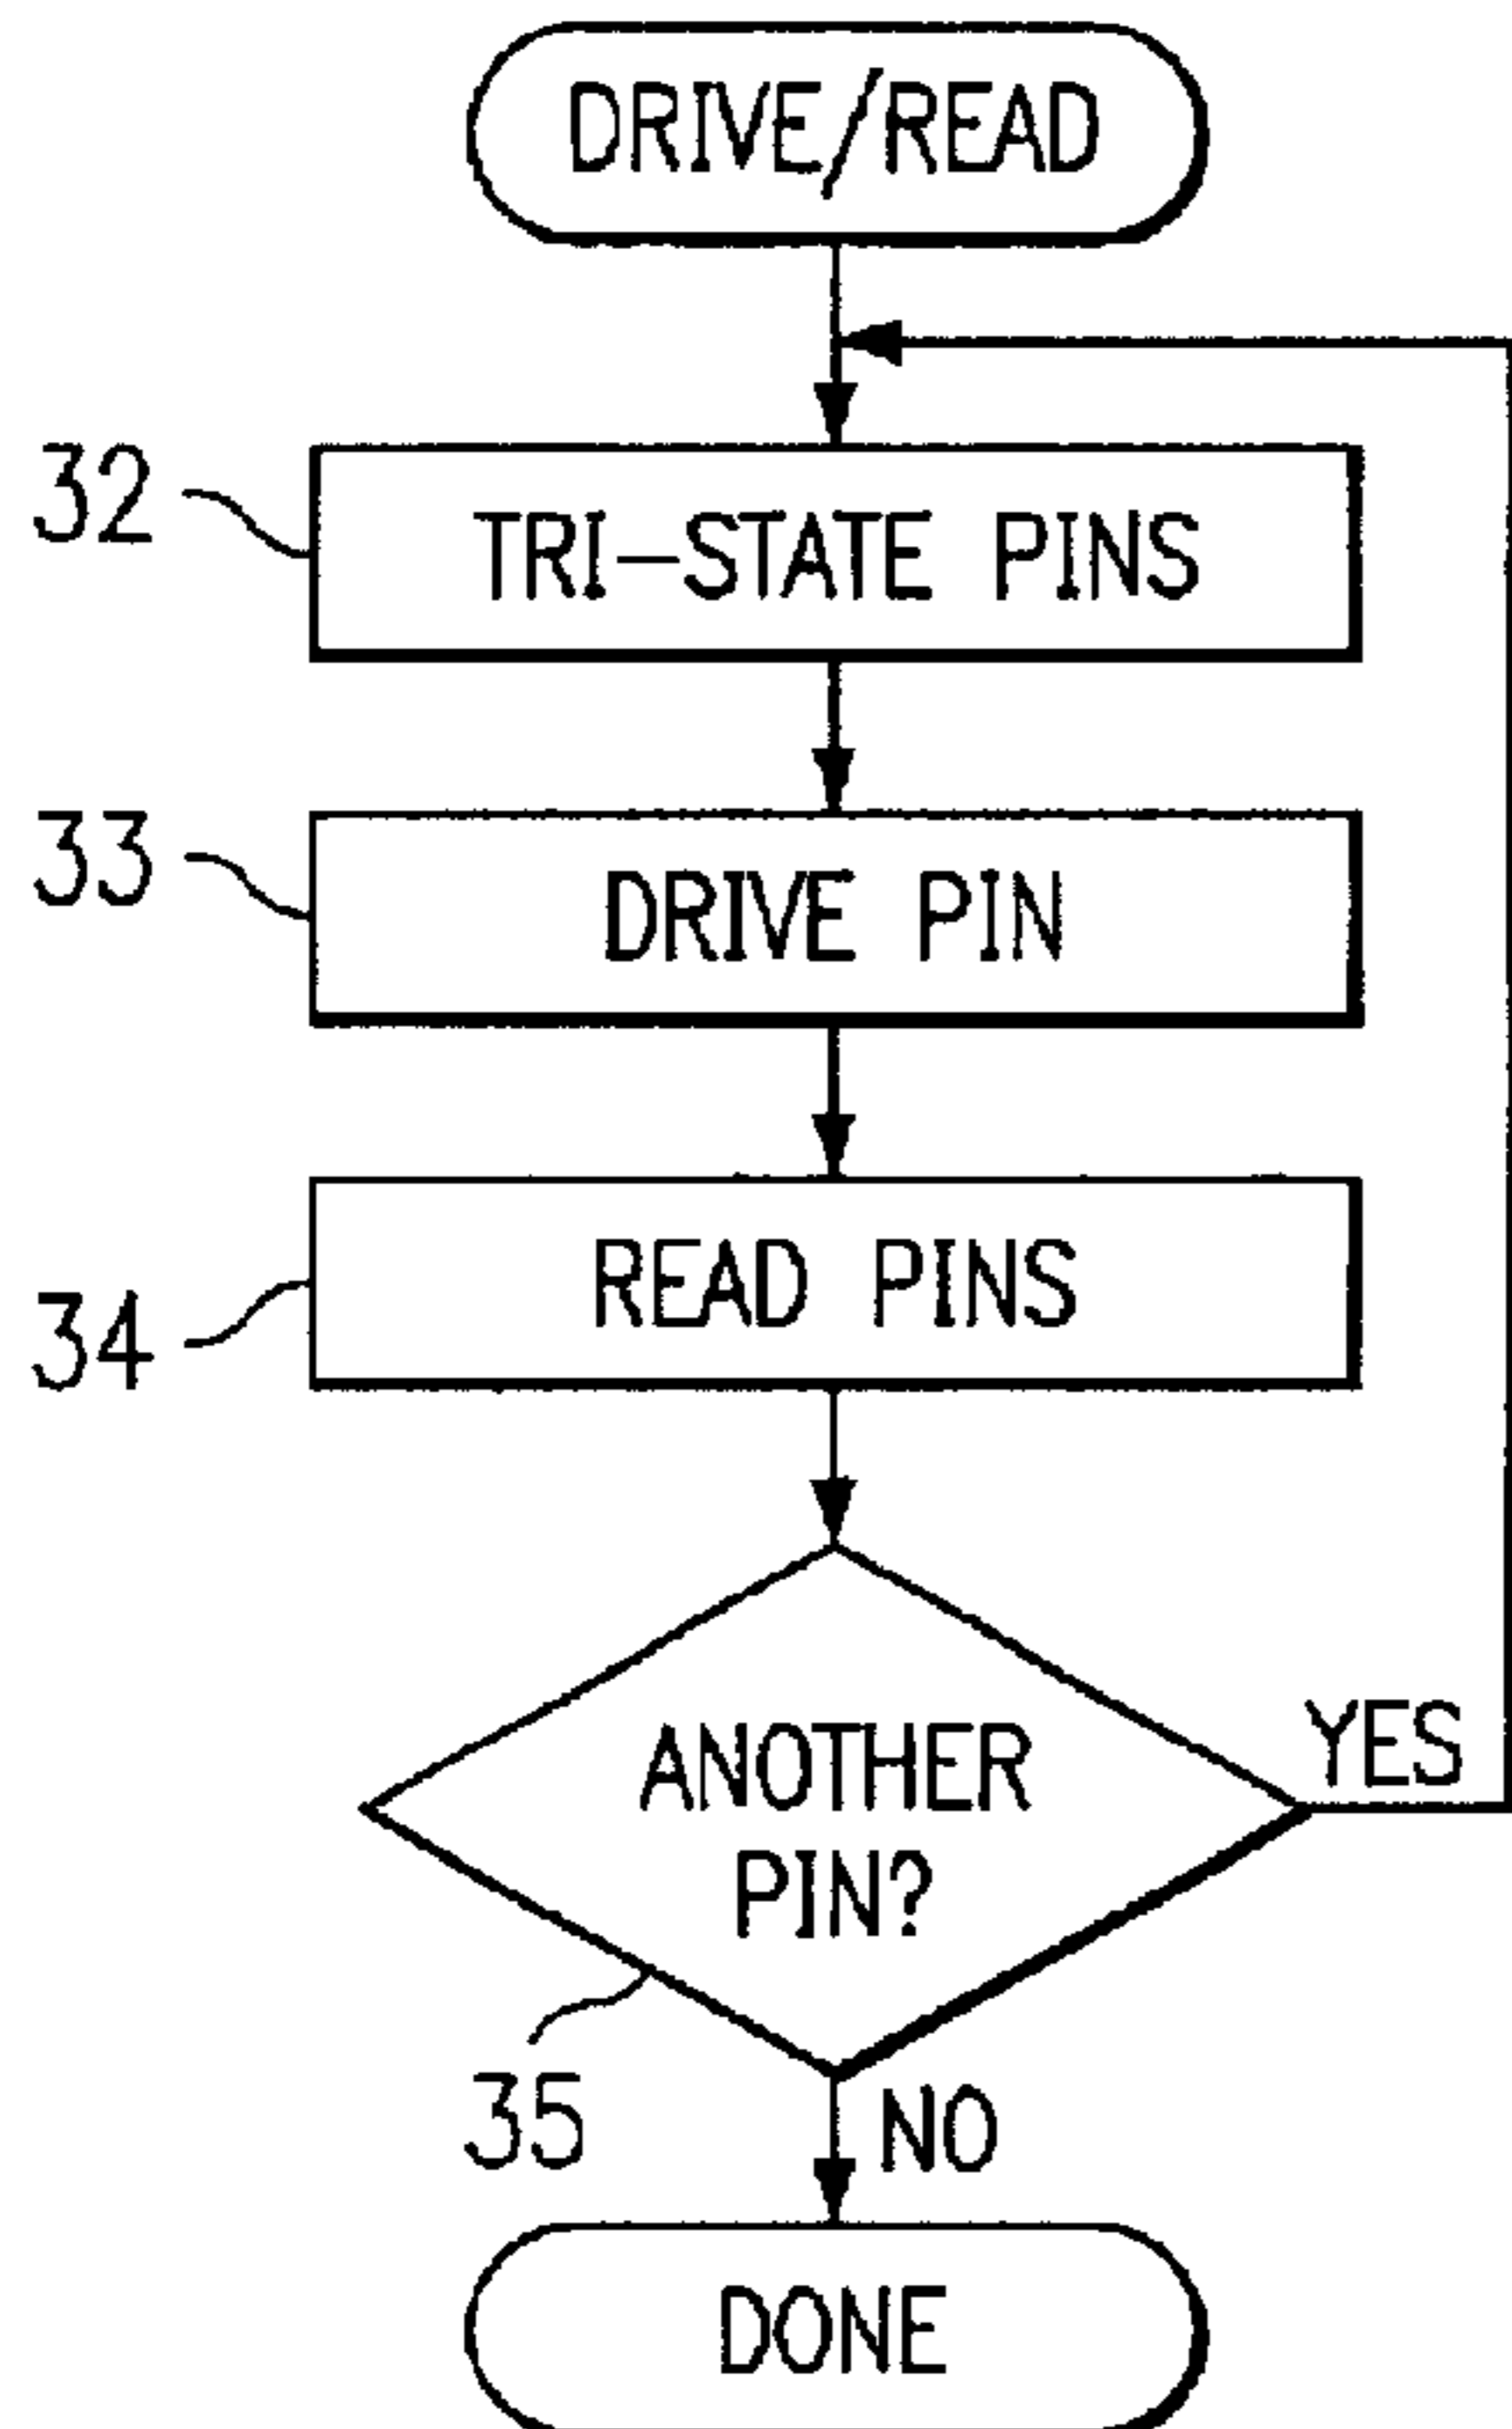 DRIVE/READ
32
TRI-STATE PINS
33
DRIVE PIN
34
READ PINS
ANOTHER
PIN?
YES
35
NO
DONE